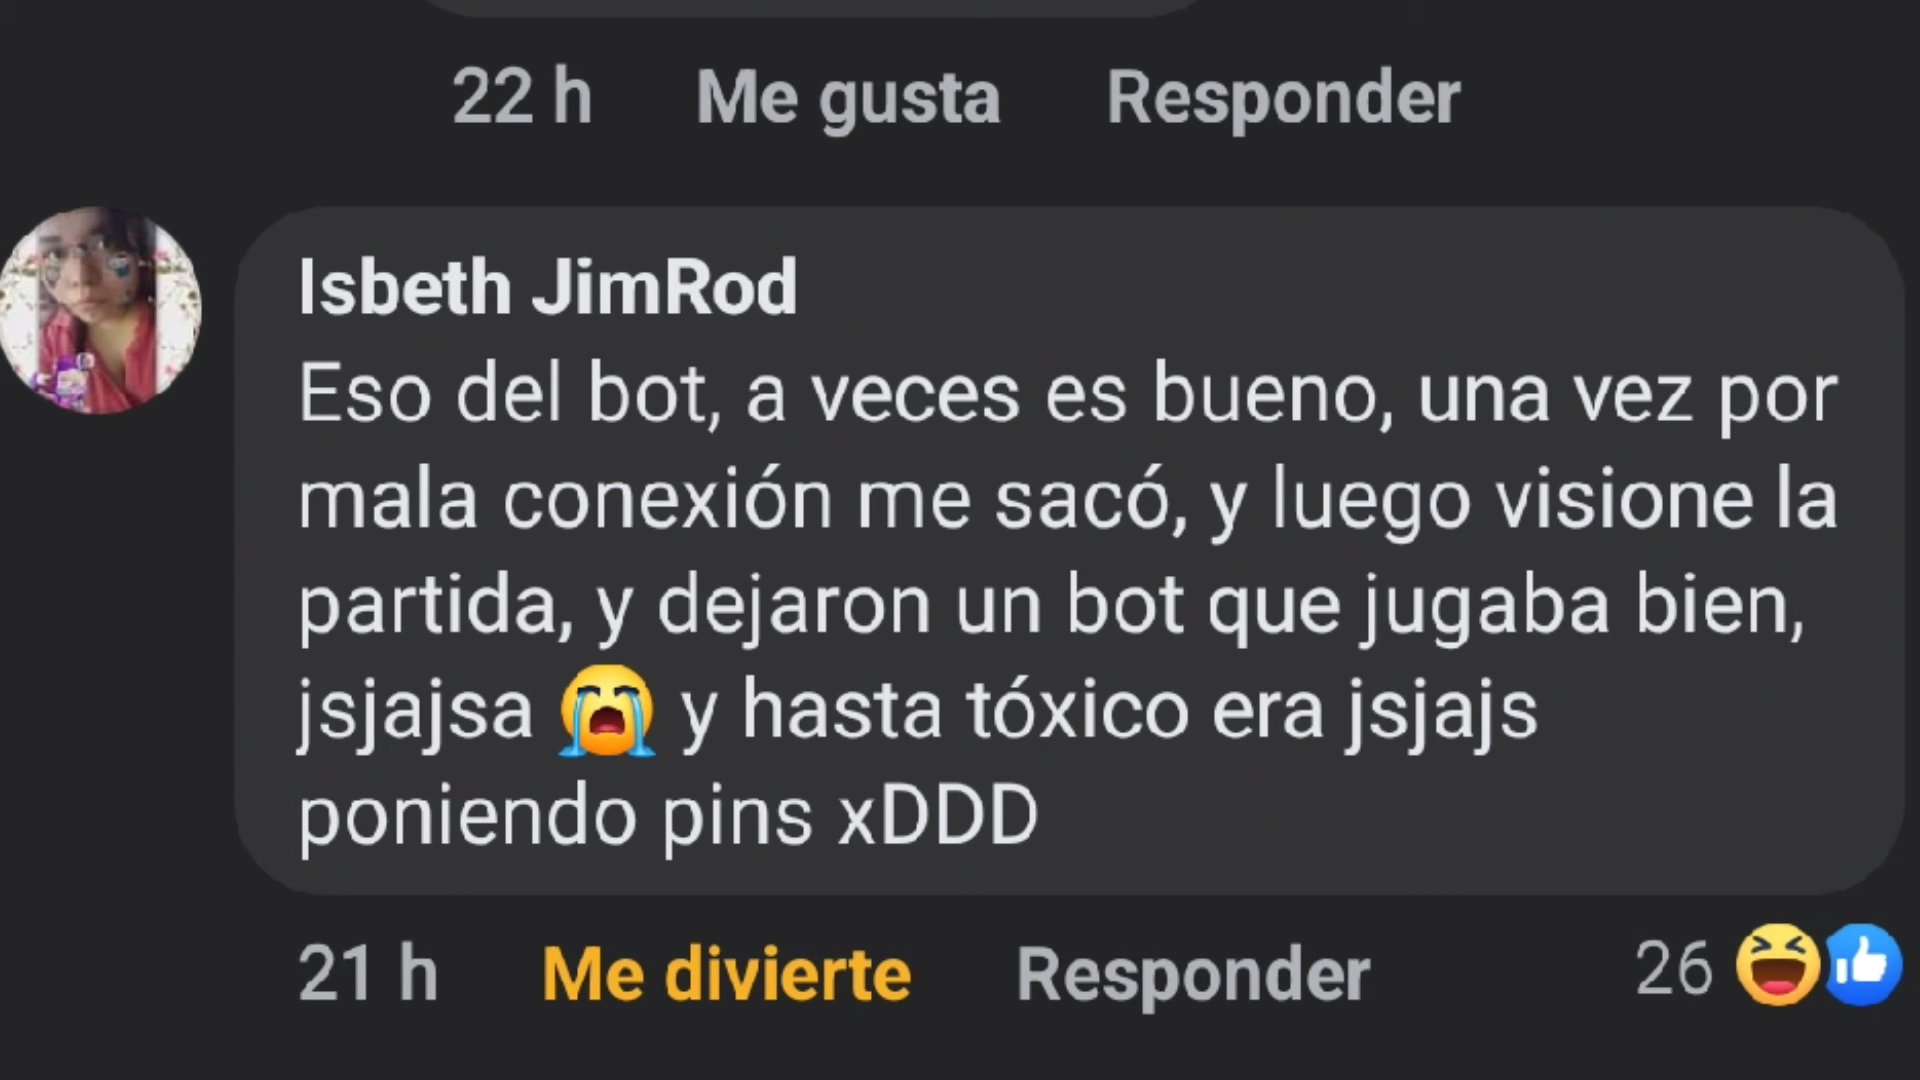 22 h Me gusta Responder
Isbeth JimRod
Eso del bot, a veces es bueno, una vez por
mala conexión me sacó, y luego visione la
partida, y dejaron un bot que jugaba bien,
jsjajsa 😭 y hasta tóxico era jsjajs
poniendo pins xDDD
21 h Me divierte Responder 26